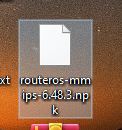 xt
routeros-mm
ips-6.48.3.np
k